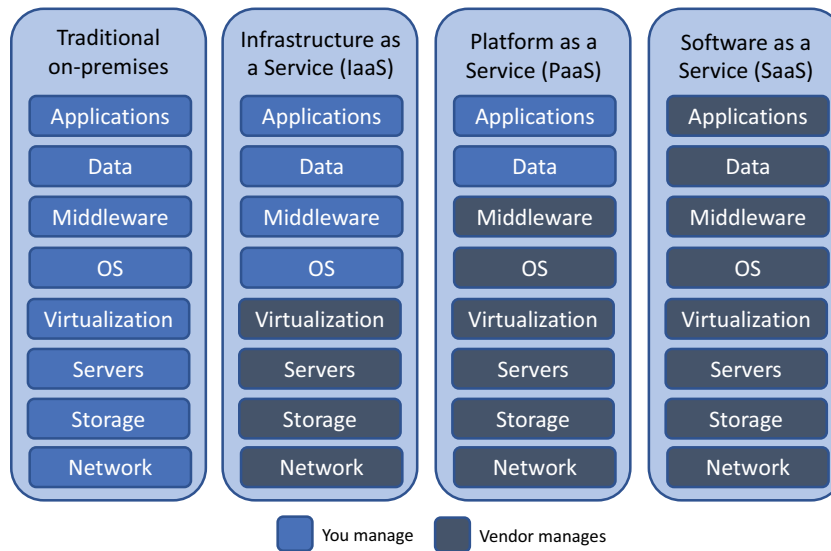 Traditional
on-premises
Applications
Data
Middleware
OS
Virtualization
Servers
Storage
Network
Infrastructure as
a Service (IaaS)
Applications
Data
Middleware
OS
Virtualization
Servers
Storage
Network
Platform as a
Service (PaaS)
Applications
Data
Middleware
OS
Virtualization
Servers
Storage
Network
Software as a
Service (SaaS)
Applications
Data
Middleware
OS
Virtualization
Servers
Storage
Network
You manage
Vendor manages